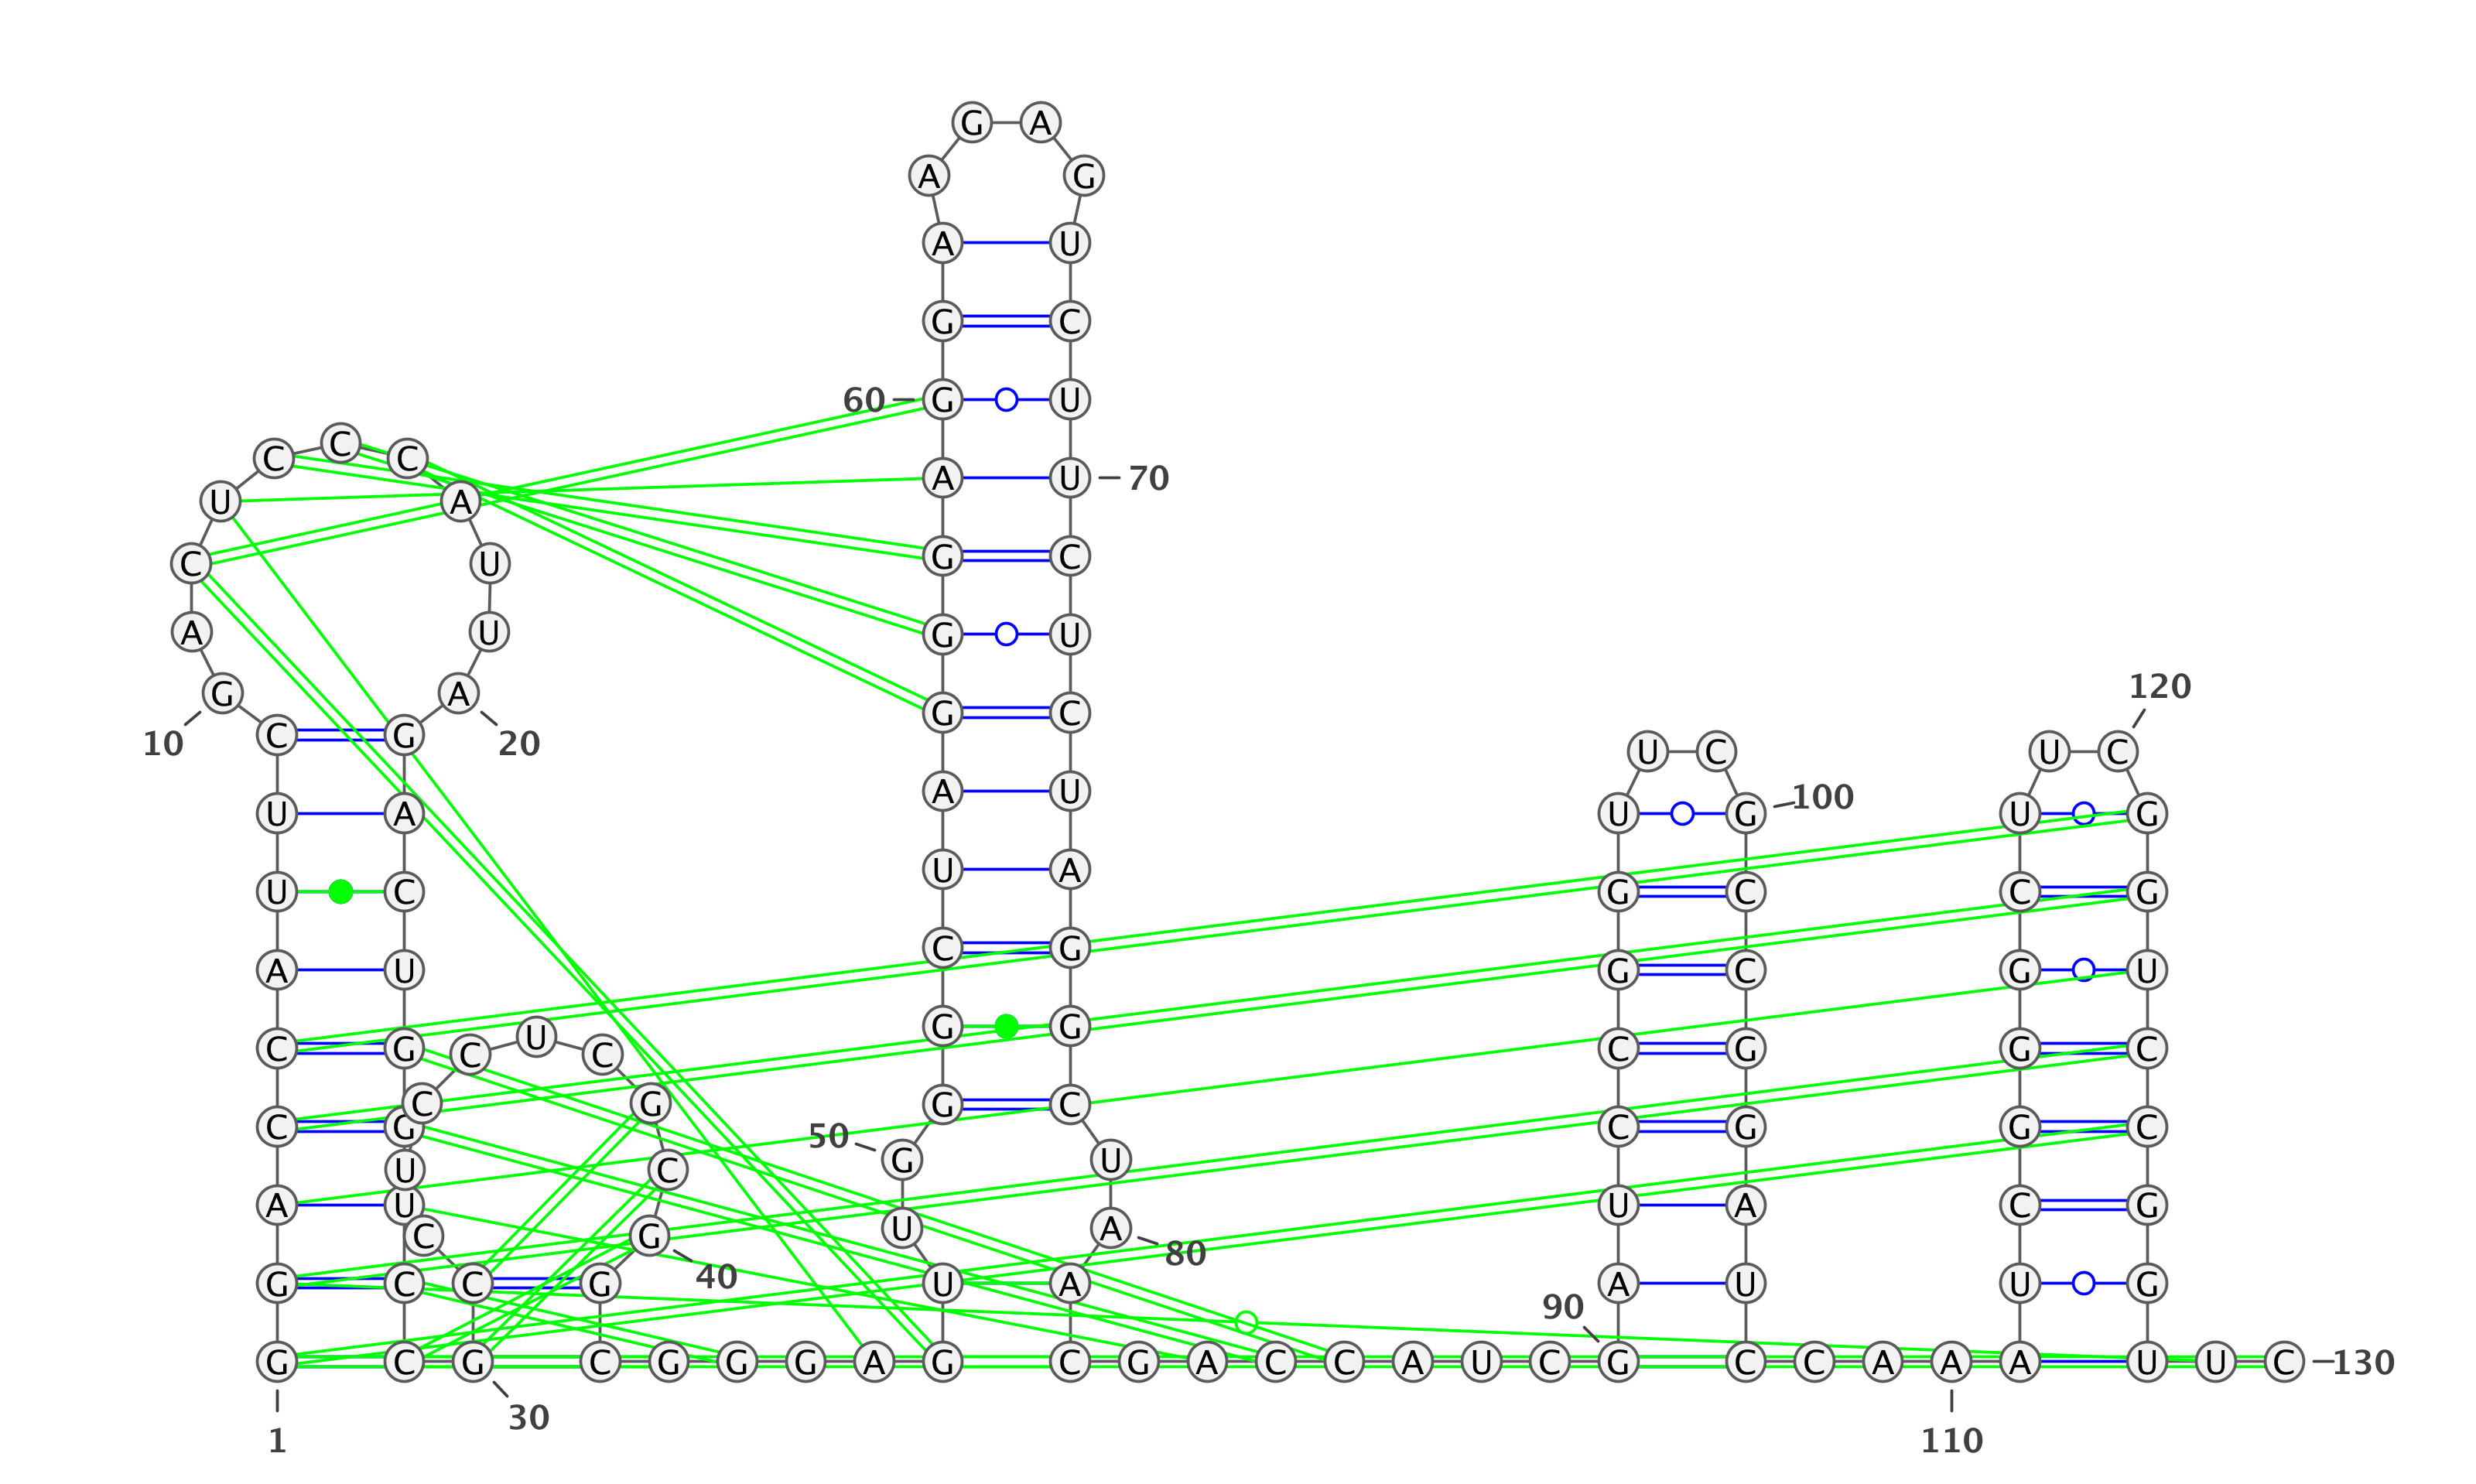 G A
A G
A U
G C
60 G U
C C C
A U 70
U A
G C
C U
A U G U
120
G A
G C
C G
10 20
U C U C
A U
100
U A U G U G
U A
U C G C C G
C G
A U G C G U
G G
C U C
C G C G G C
C G G C
C G C G G C
50
G U
U C
A U U A C G
U A
C G
80
40
G C C G U A A U U G
90
G C G C G G G A G C G A C C A U C G C C A A A U U C 130
30
1 110